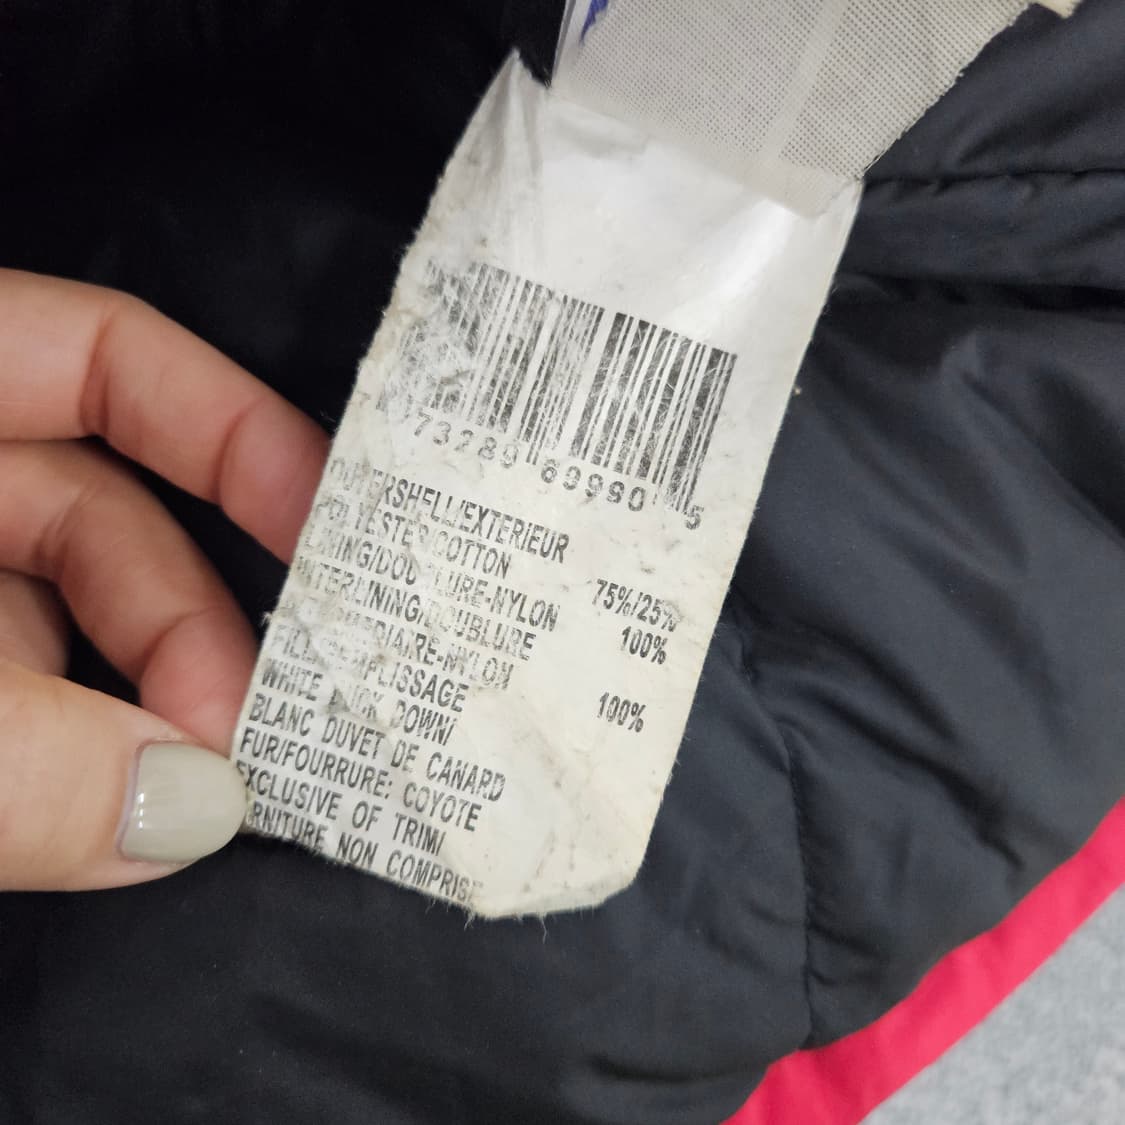 73289 69990 5
OUTERSHELL/EXTERIEUR
POLYESTER/COTTON 75%/25%
LINING/DOUBLURE-NYLON 100%
INTERLINING/DOUBLURE
INTERMEDIAIRE-NYLON 100%
FILL/REMPLISSAGE
WHITE DUCK DOWN/
BLANC DUVET DE CANARD
FUR/FOURRURE: COYOTE
EXCLUSIVE OF TRIM/
NON COMPRISE